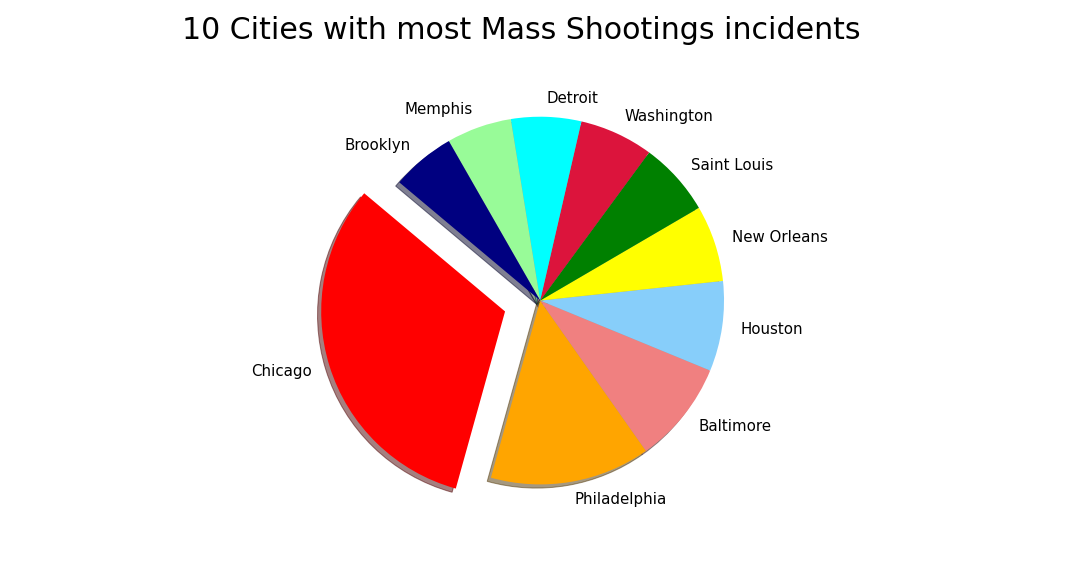 10 Cities with most Mass Shootings incidents
Detroit
Memphis
Washington
Brooklyn
Saint Louis
New Orleans
Houston
Chicago
Baltimore
Philadelphia